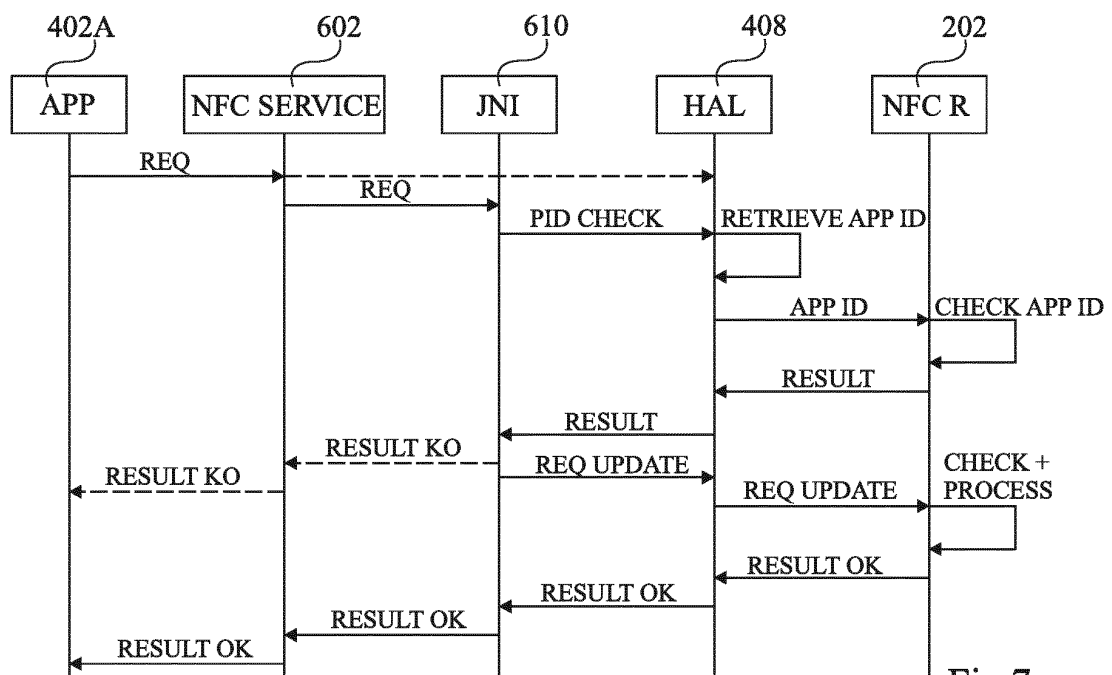 402A
602
610
408
202
APP
NFC SERVICE
JNI
HAL
NFC R
REQ
REQ
PID CHECK
RETRIEVE APP ID
APP ID
CHECK APP ID
RESULT
RESULT
RESULT KO
REQ UPDATE
RESULT KO
CHECK +
PROCESS
REQ UPDATE
RESULT OK
RESULT OK
RESULT OK
RESULT OK